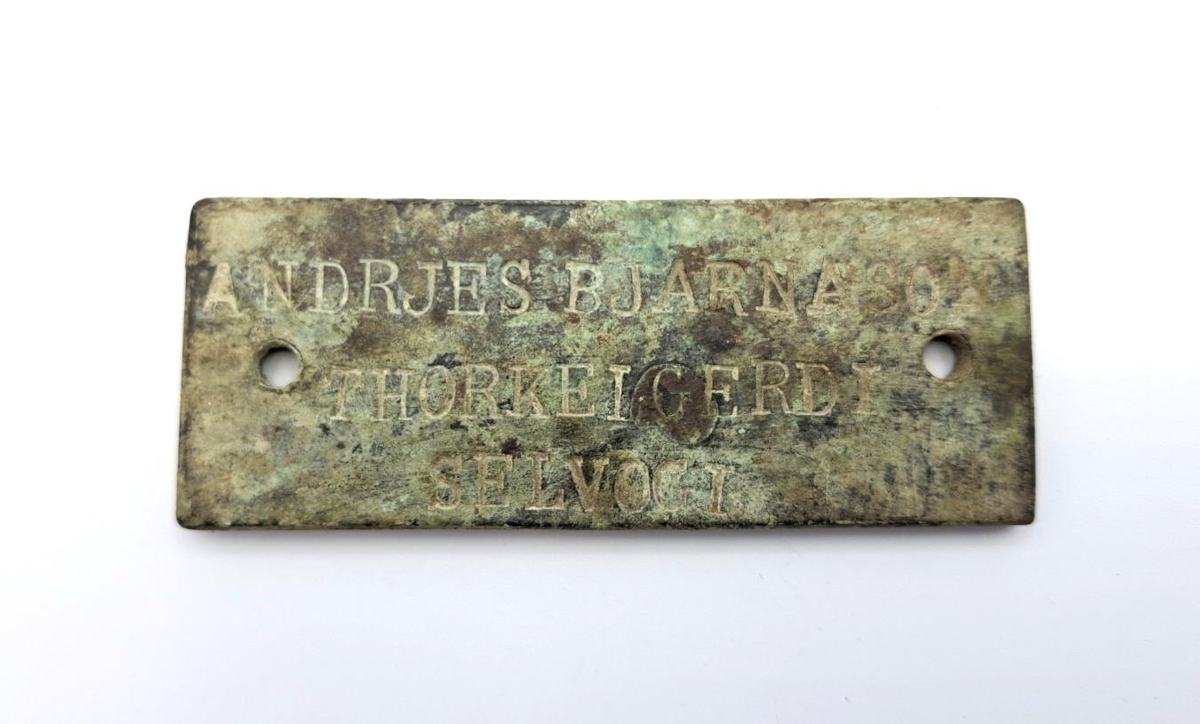 ANDRJES BJARNASON
THORKEIGERDI
SELVOGI